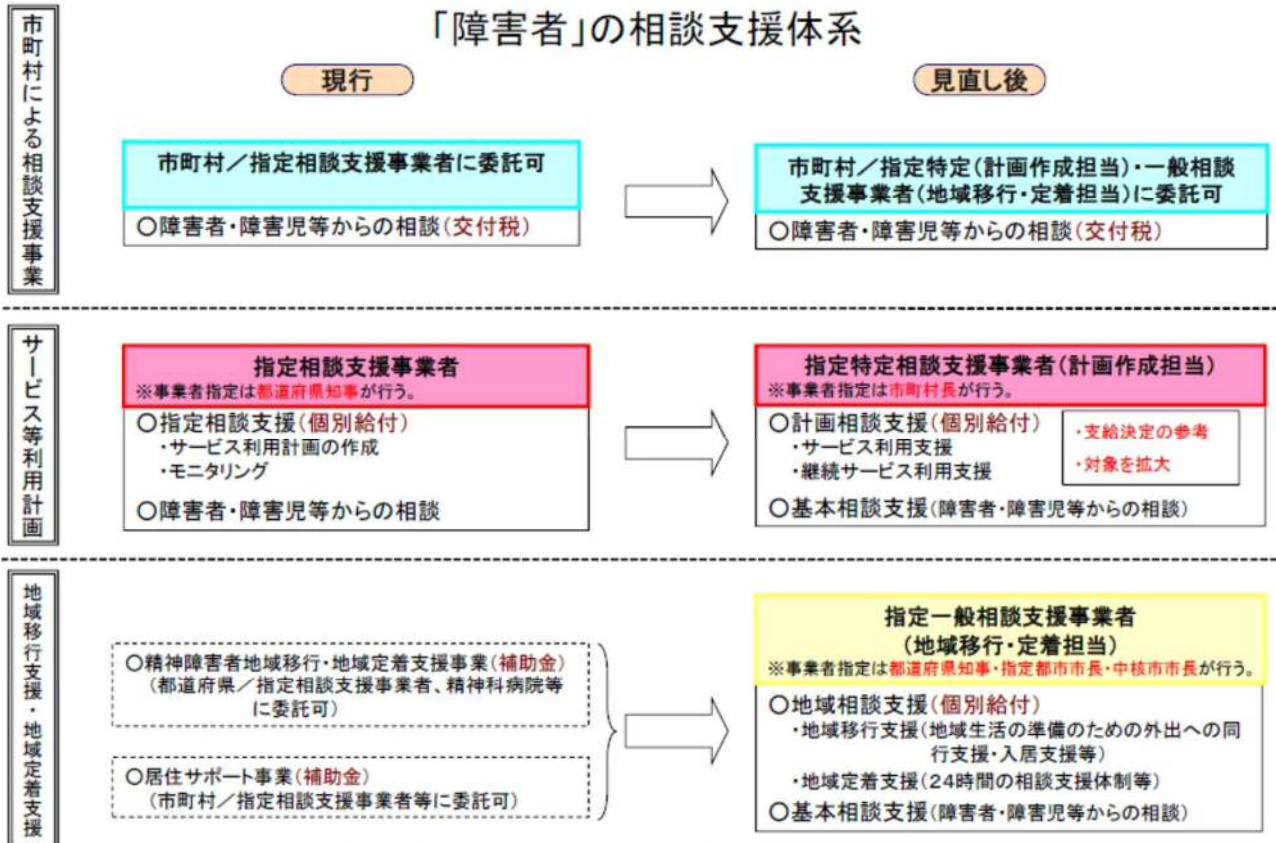 「障害者」の相談支援体系
現行
見直し後
市町村による相談支援事業
市町村／指定相談支援事業者に委託可
○障害者・障害児等からの相談(交付税)
市町村／指定特定(計画作成担当)・一般相談
支援事業者(地域移行・定着担当)に委託可
○障害者・障害児等からの相談(交付税)
サービス等利用計画
指定相談支援事業者
※事業者指定は都道府県知事が行う。
○指定相談支援(個別給付)
・サービス利用計画の作成
・モニタリング
○障害者・障害児等からの相談
指定特定相談支援事業者(計画作成担当)
※事業者指定は市町村長が行う。
○計画相談支援(個別給付)
・サービス利用支援
・継続サービス利用支援
・支給決定の参考
・対象を拡大
○基本相談支援(障害者・障害児等からの相談)
地域移行支援・地域定着支援
○精神障害者地域移行・地域定着支援事業(補助金)
(都道府県／指定相談支援事業者、精神科病院等
に委託可)
○居住サポート事業(補助金)
(市町村／指定相談支援事業者等に委託可)
指定一般相談支援事業者
(地域移行・定着担当)
※事業者指定は都道府県知事・指定都市市長・中核市市長が行う。
○地域相談支援(個別給付)
・地域移行支援(地域生活の準備のための外出への同
行支援・入居支援等)
・地域定着支援(24時間の相談支援体制等)
○基本相談支援(障害者・障害児等からの相談)